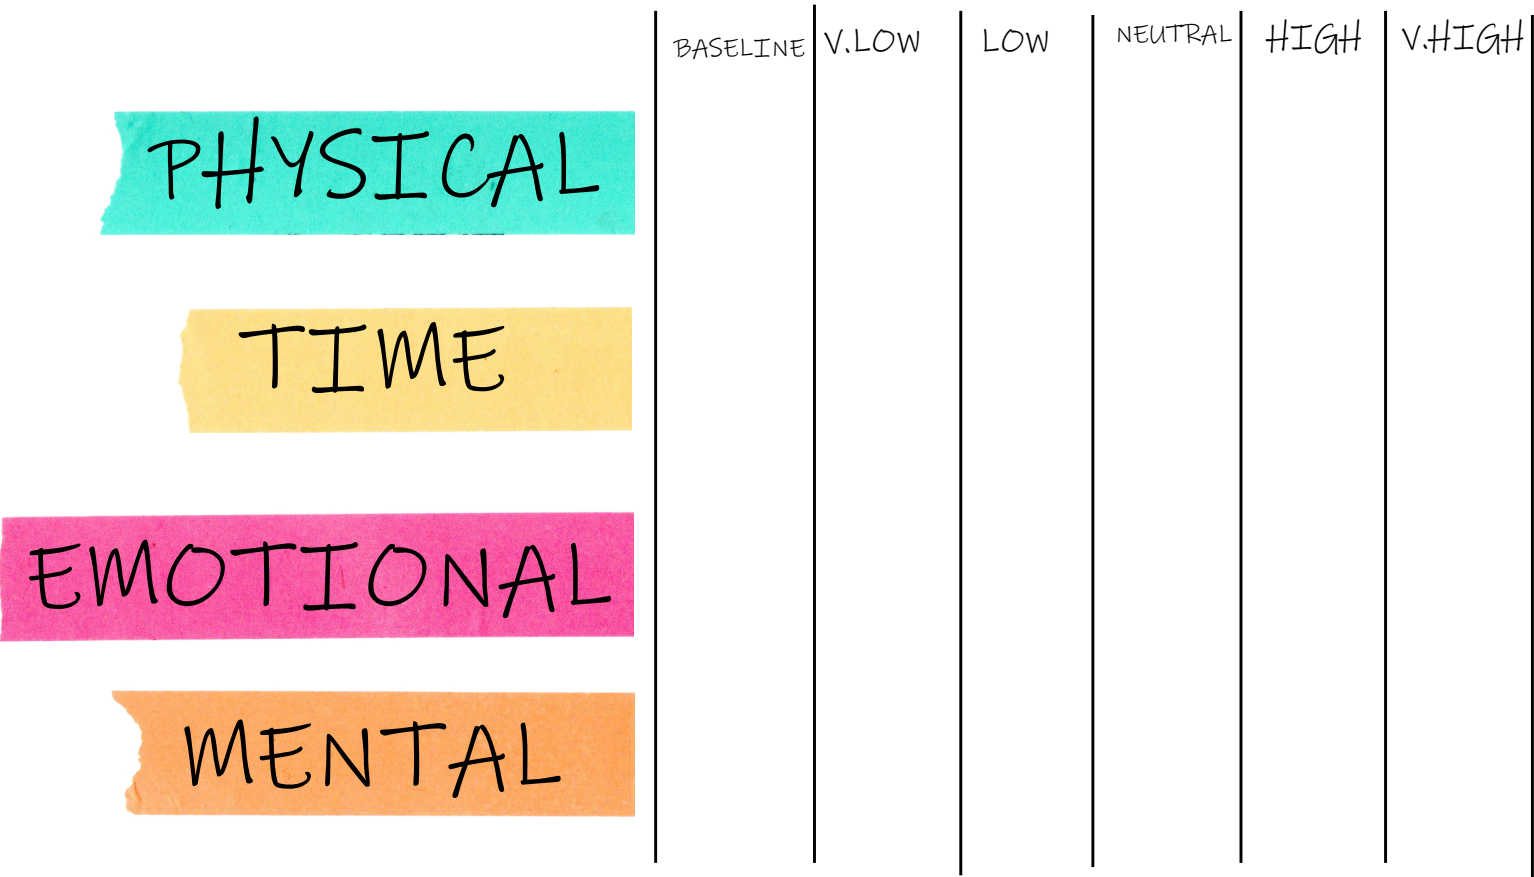 BASELINE V.LOW LOW NEUTRAL HIGH V.HIGH
PHYSICAL
TIME
EMOTIONAL
MENTAL